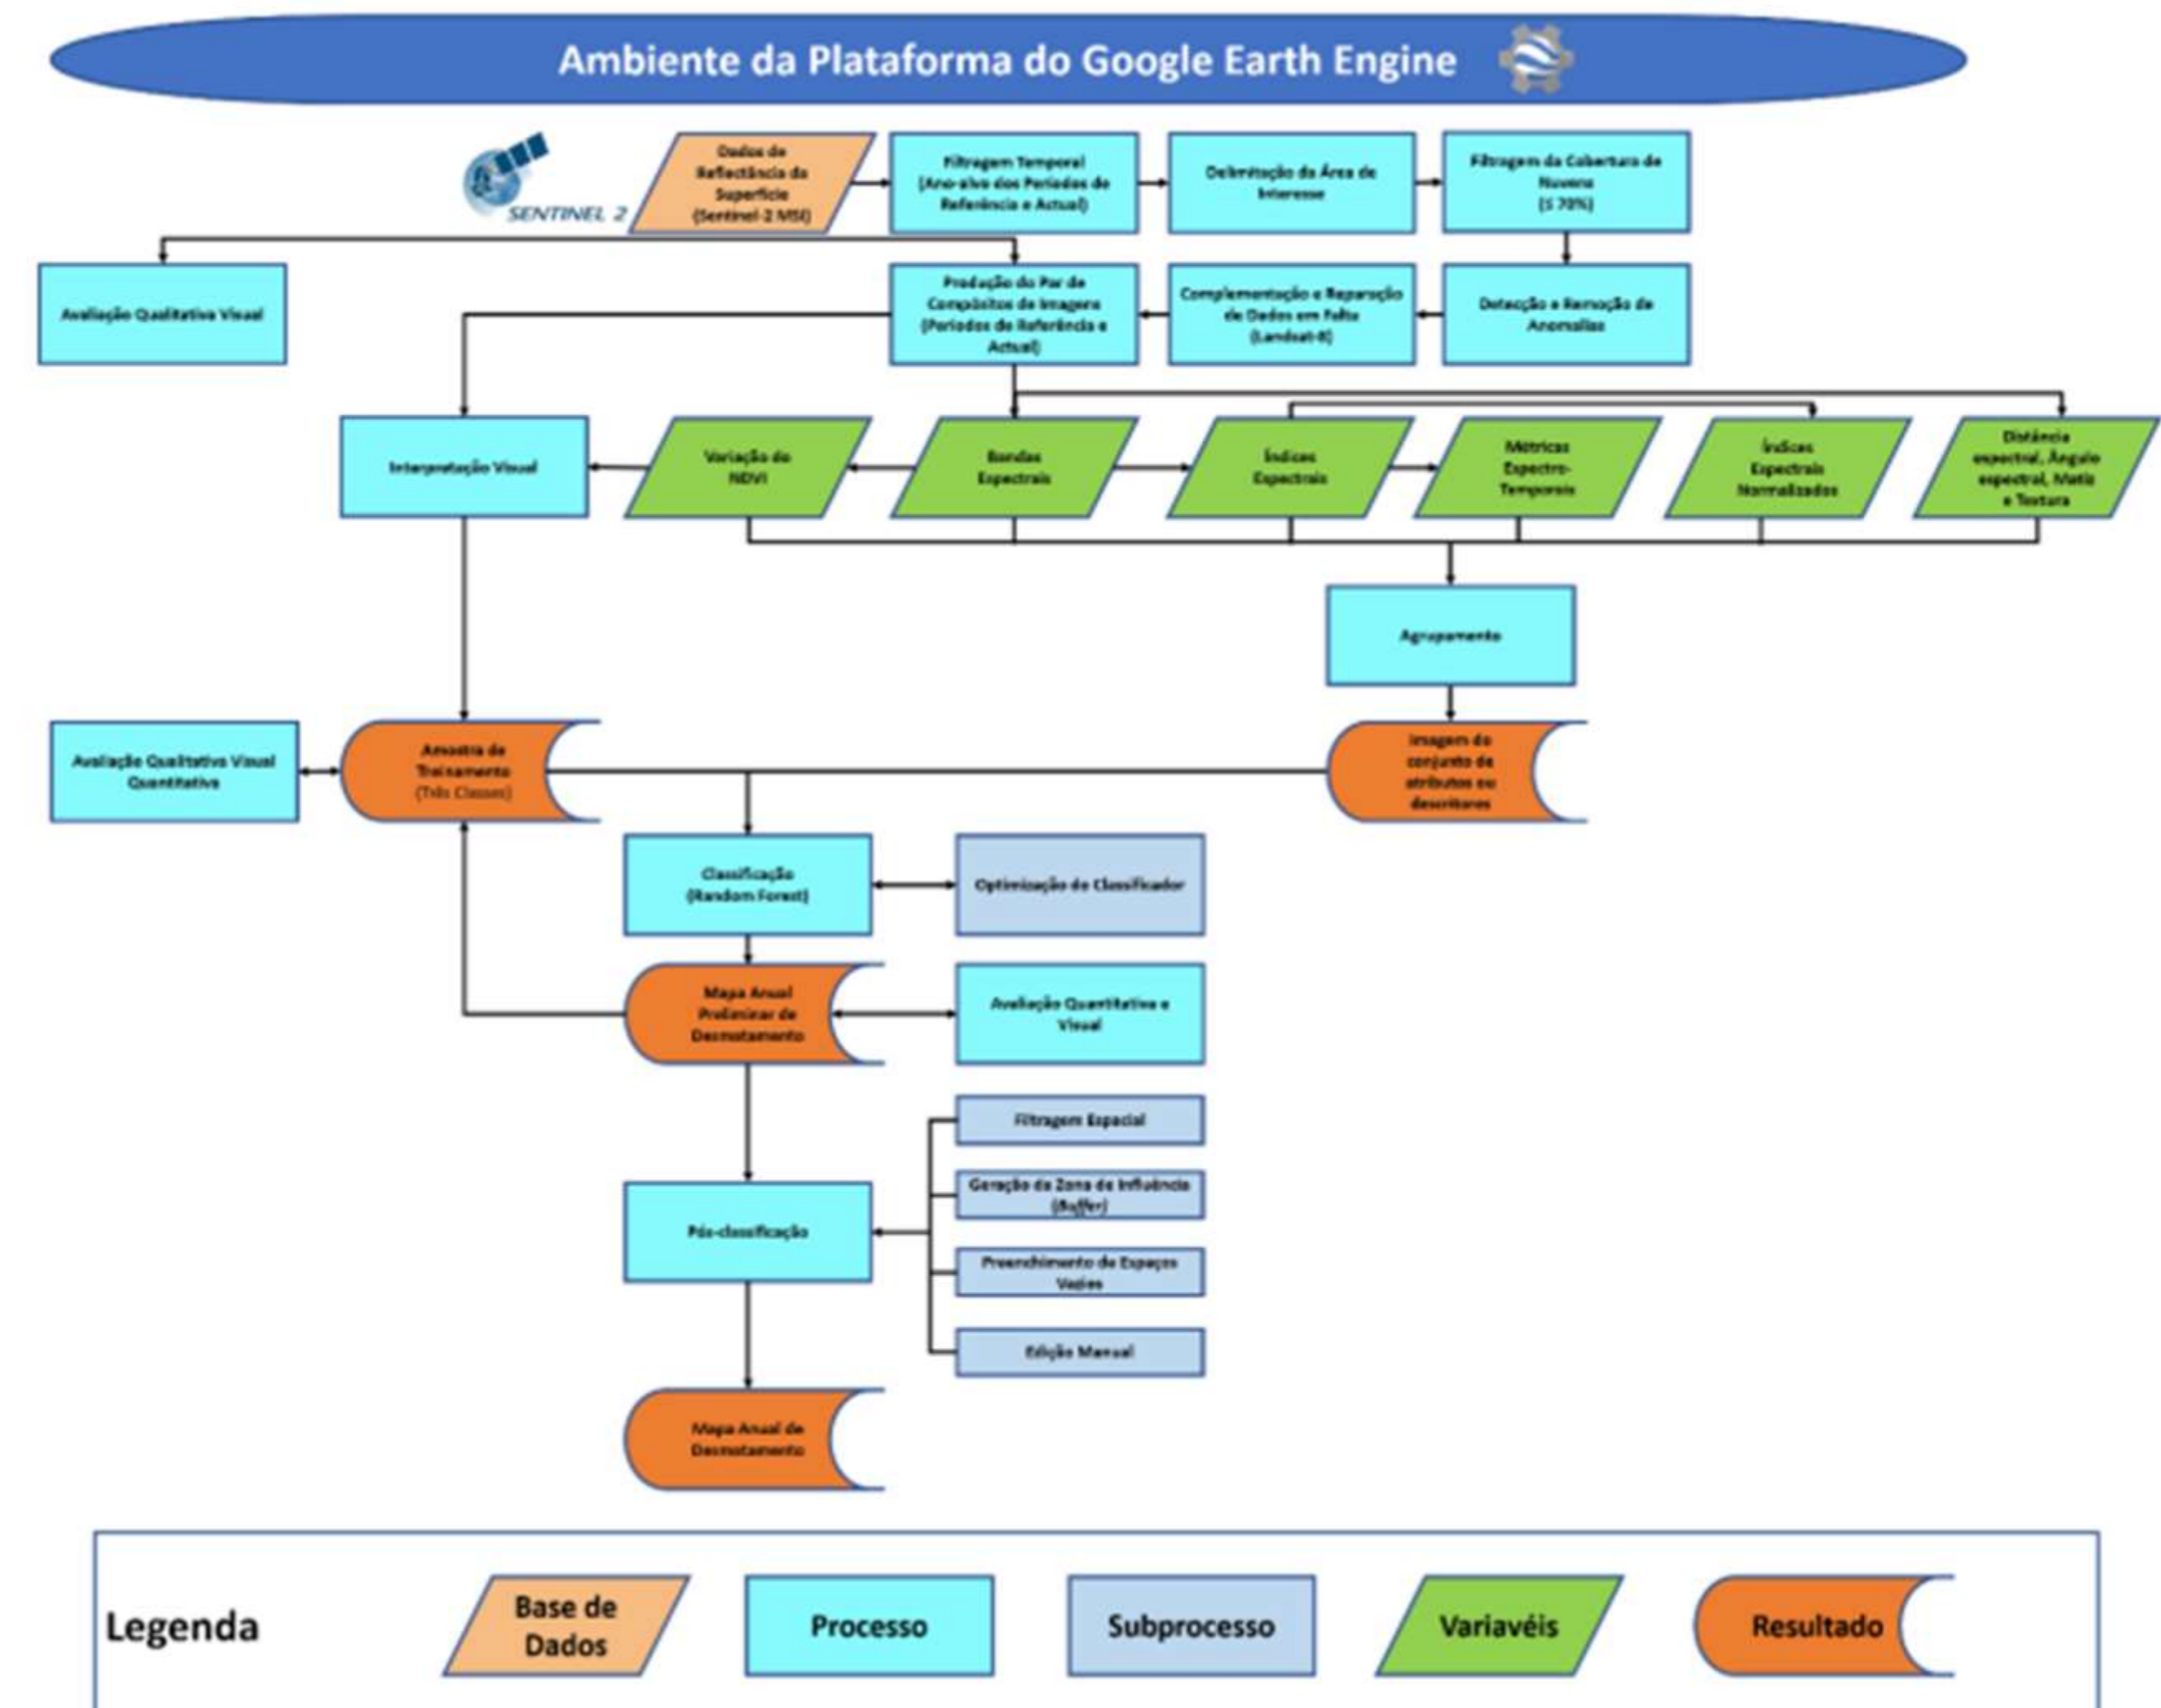 Ambiente da Plataforma do Google Earth Engine
SENTINEL 2
Dados de
Reflectância da
Superfície
(Sentinel-2 MSI)
Filtragem Temporal
(Ano-alvo dos Períodos de
Referência e Actual)
Delimitação da Área de
Interesse
Filtragem da Cobertura de
Nuvens
(≤ 70%)
Avaliação Qualitativa Visual
Produção do Par de
Compósitos de Imagens
(Períodos de Referência e
Actual)
Complementação e Reparação
de Dados em Falta
(Landsat-8)
Detecção e Remoção de
Anomalias
Interpretação Visual
Variação do
NDVI
Bandas
Espectrais
Índices
Espectrais
Métricas
Espectro-
Temporais
Índices
Espectrais
Normalizados
Distância
espectral, Ângulo
espectral, Matiz
e Textura
Agrupamento
Avaliação Qualitativa Visual
Quantitativa
Amostra de
Treinamento
(Três Classes)
Imagem do
conjunto de
atributos ou
descritores
Classificação
(Random Forest)
Optimização do Classificador
Mapa Anual
Preliminar de
Desmatamento
Avaliação Quantitativa e
Visual
Filtragem Espacial
Geração da Zona de Influência
(Buffer)
Pós-classificação
Preenchimento de Espaços
Vazios
Edição Manual
Mapa Anual de
Desmatamento
Legenda
Base de
Dados
Processo
Subprocesso
Variavéis
Resultado